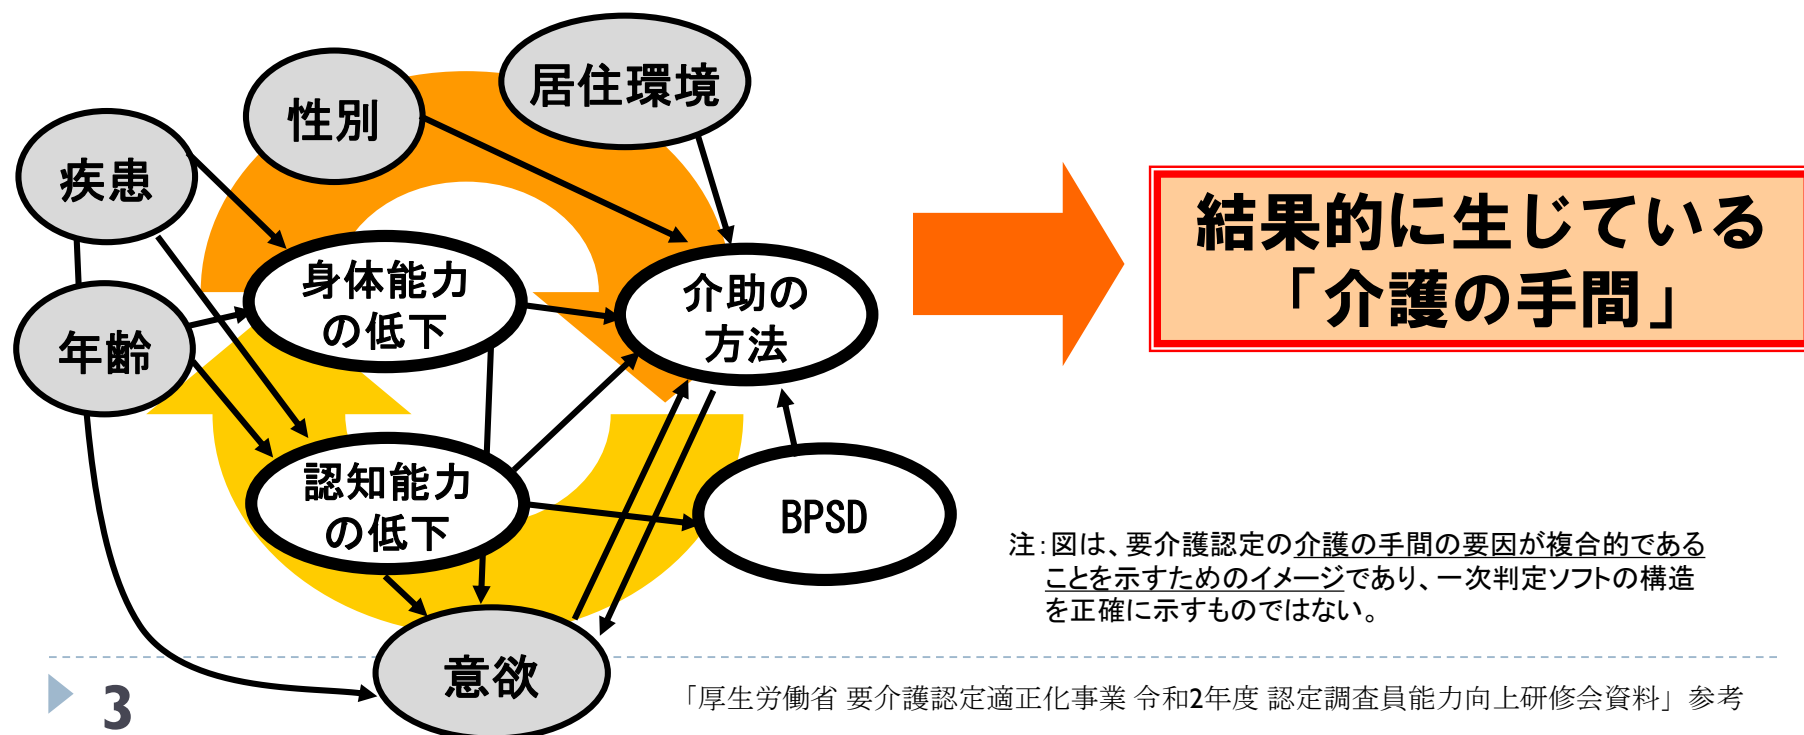 性別
居住環境
疾患
年齢
身体能力
の低下
介助の
方法
認知能力
の低下
BPSD
意欲
結果的に生じている
「介護の手間」
注:図は、要介護認定の介護の手間の要因が複合的である
ことを示すためのイメージであり、一次判定ソフトの構造
を正確に示すものではない。
3
「厚生労働省 要介護認定適正化事業 令和2年度 認定調査員能力向上研修会資料」参考